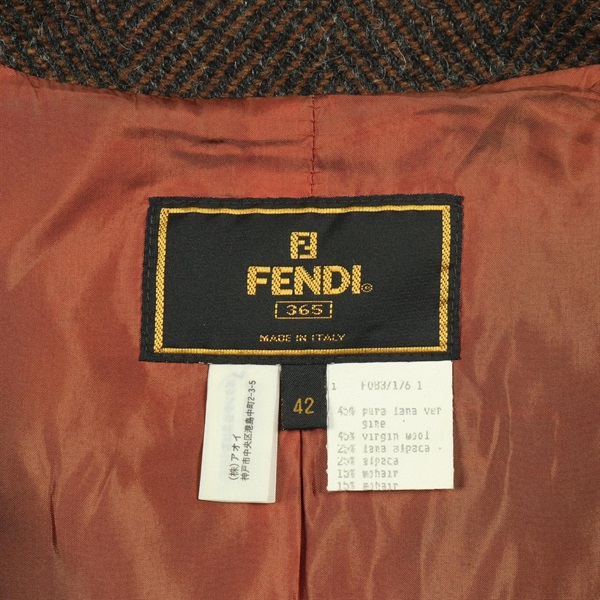 FENDI®
365
MADE IN ITALY
42
(株)アオイ
神戸市中央区港島中町2-3-5
1 F083/1/6 1
45% pura lana ver
gine
45% virgin wool
25% lana alpaca
25% alpaca
15% mohair
15% mohair